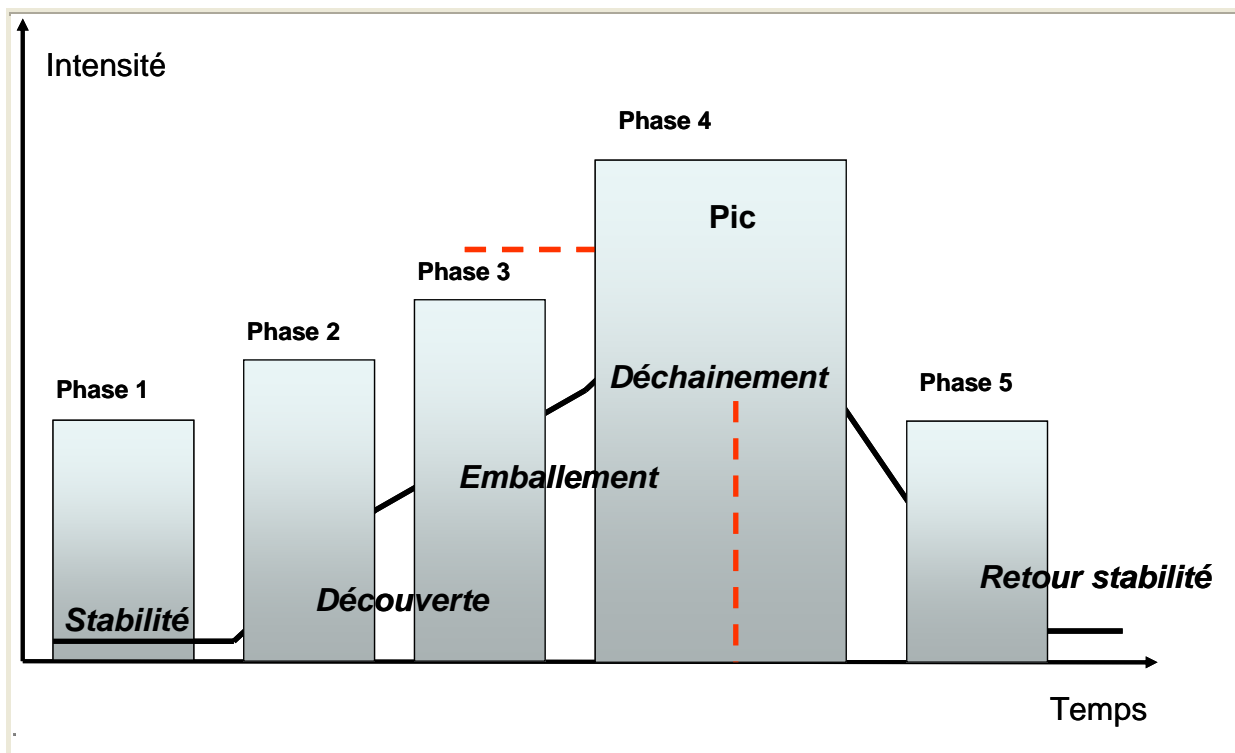 Intensité
Phase 4
Pic
Phase 3
Phase 2
Phase 1
Déchainement
Phase 5
Emballement
Retour stabilité
Découverte
Stabilité
Temps